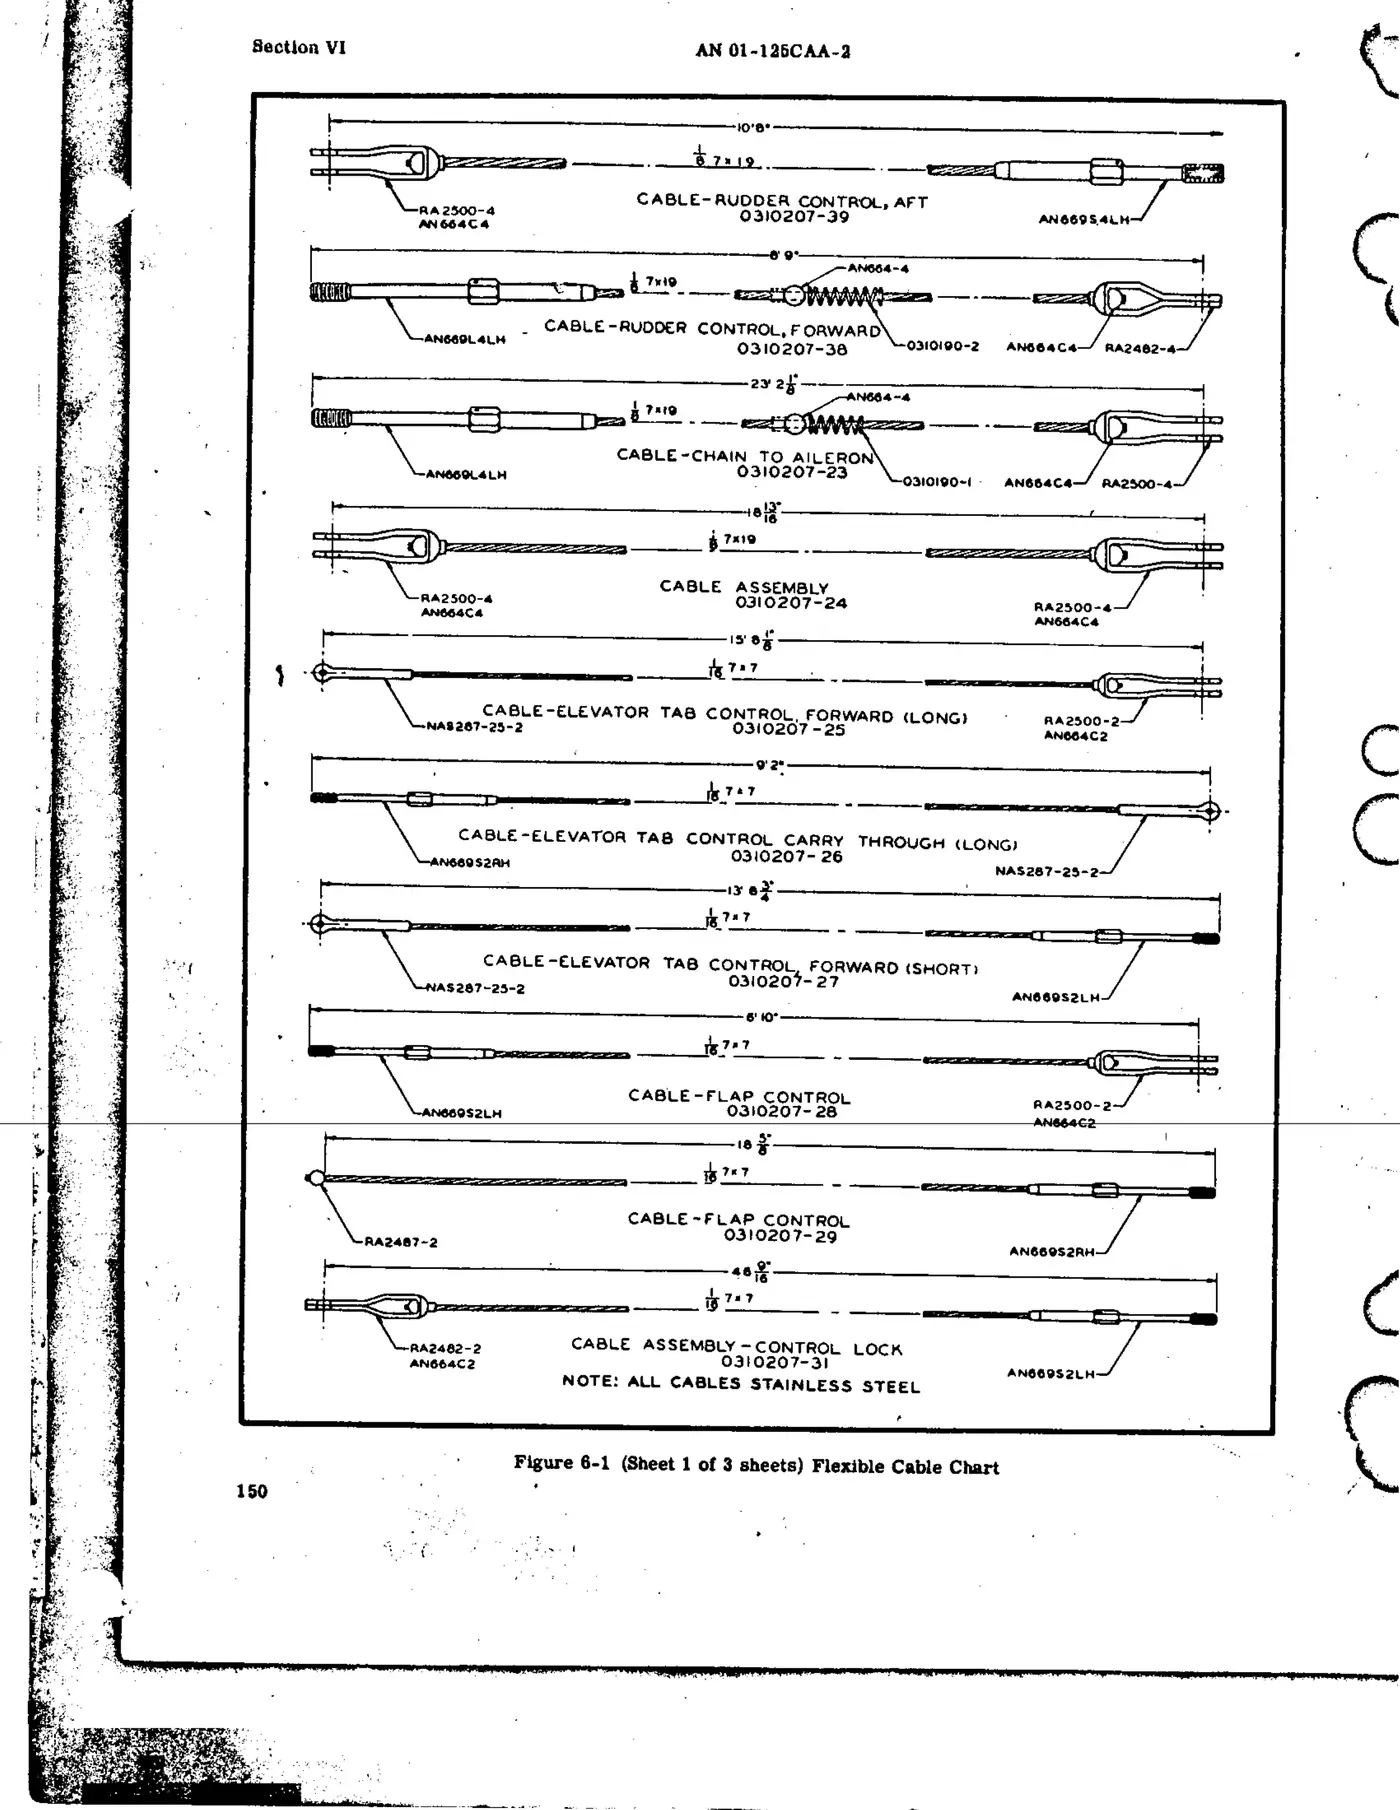 Section VI
AN 01-125CAA-2
10'8"
1/8 7x19
RA2500-4
AN664C4
CABLE-RUDDER CONTROL, AFT
0310207-39
AN669S4LH
8' 9"
AN664-4
1/8 7x19
AN669L4LH
CABLE-RUDDER CONTROL, FORWARD
0310207-38
0310190-2
AN664C4
RA2482-4
23' 2 1/8"
AN664-4
1/8 7x19
AN669L4LH
CABLE-CHAIN TO AILERON
0310207-23
0310190-1
AN664C4
RA2500-4
18 13/16"
1/8 7x19
RA2500-4
AN664C4
CABLE ASSEMBLY
0310207-24
RA2500-4
AN664C4
15' 8 1/8"
1/16 7x7
NAS287-25-2
CABLE-ELEVATOR TAB CONTROL, FORWARD (LONG)
0310207-25
RA2500-2
AN664C2
9' 2"
1/16 7x7
AN669S2RH
CABLE-ELEVATOR TAB CONTROL CARRY THROUGH (LONG)
0310207-26
NAS287-25-2
13' 8 3/4"
1/16 7x7
NAS287-25-2
CABLE-ELEVATOR TAB CONTROL, FORWARD (SHORT)
0310207-27
AN669S2LH
6' 10"
1/16 7x7
AN669S2LH
CABLE-FLAP CONTROL
0310207-28
RA2500-2
AN664C2
18 5/8"
1/16 7x7
RA2487-2
CABLE-FLAP CONTROL
0310207-29
AN669S2RH
46 9/16"
1/16 7x7
RA2482-2
AN664C2
CABLE ASSEMBLY-CONTROL LOCK
0310207-31
AN669S2LH
NOTE: ALL CABLES STAINLESS STEEL
Figure 6-1 (Sheet 1 of 3 sheets) Flexible Cable Chart
150